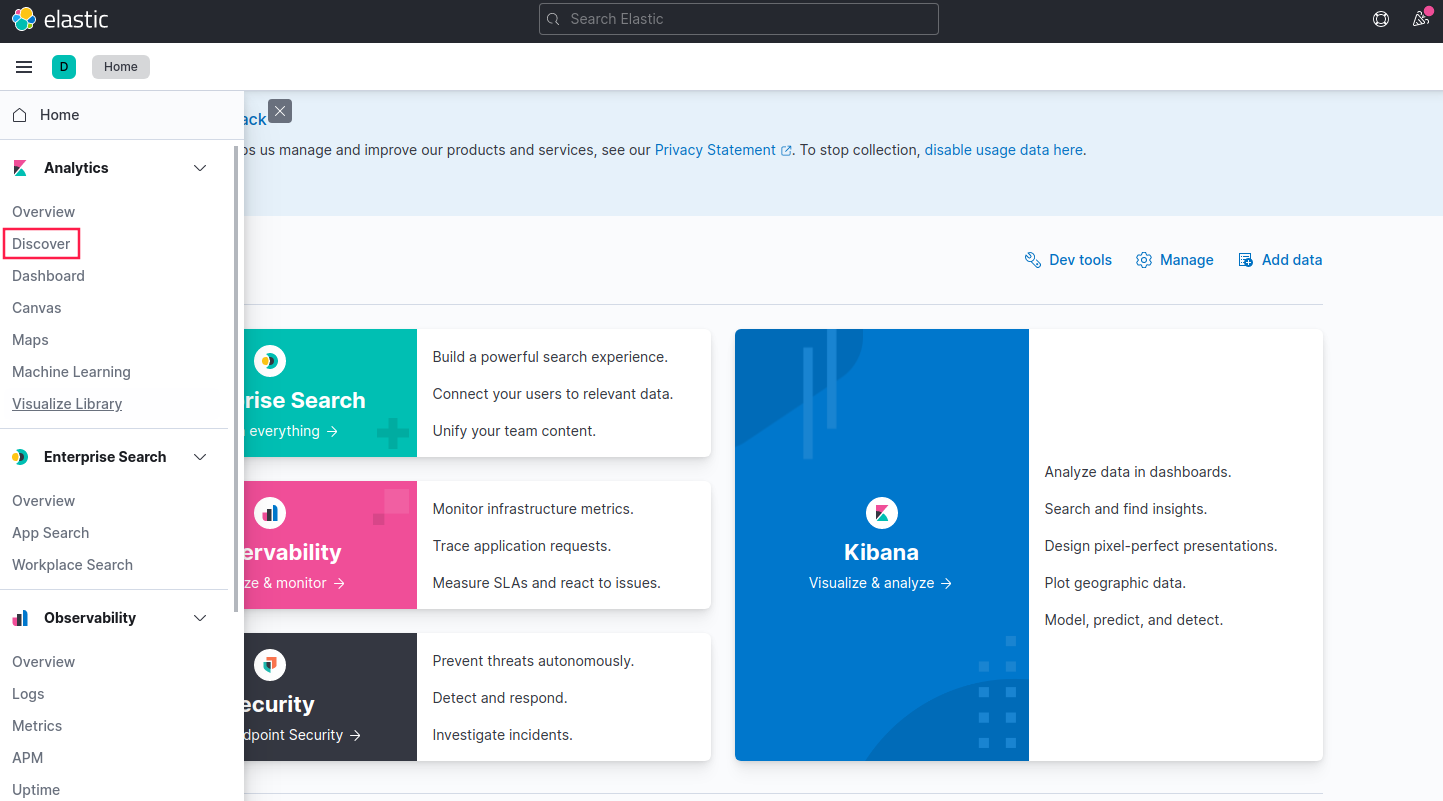 elastic
Search Elastic
D
Home
Home
Analytics
Overview
Discover
Dashboard
Canvas
Maps
Machine Learning
Visualize Library
Enterprise Search
Overview
App Search
Workplace Search
Observability
Overview
Logs
Metrics
APM
Uptime
ack
us manage and improve our products and services, see our Privacy Statement. To stop collection, disable usage data here.
Dev tools
Manage
Add data
rise Search
everything →
Build a powerful search experience.
Connect your users to relevant data.
Unify your team content.
ervability
ze & monitor →
Monitor infrastructure metrics.
Trace application requests.
Measure SLAs and react to issues.
ecurity
dpoint Security →
Prevent threats autonomously.
Detect and respond.
Investigate incidents.
Kibana
Visualize & analyze →
Analyze data in dashboards.
Search and find insights.
Design pixel-perfect presentations.
Plot geographic data.
Model, predict, and detect.